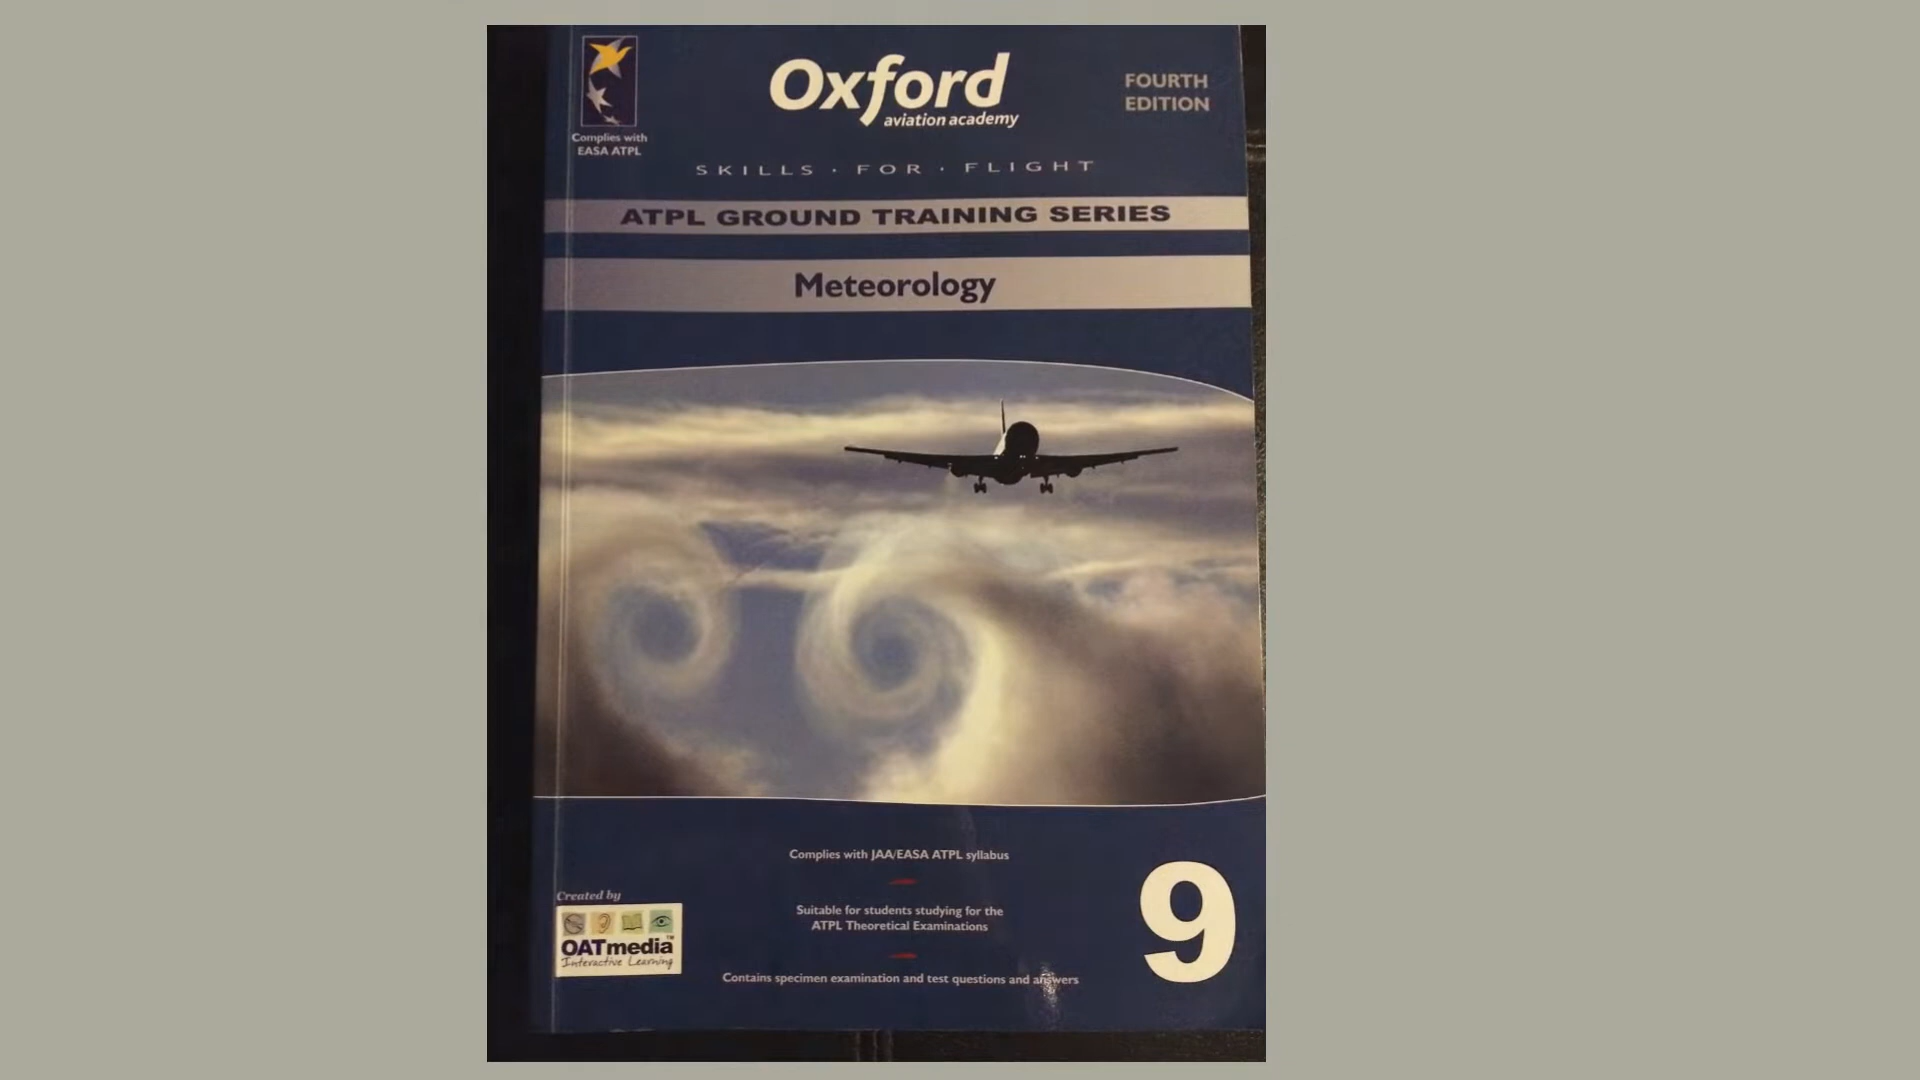 Complies with
EASA ATPL
Oxford
aviation academy
FOURTH
EDITION
SKILLS · FOR · FLIGHT
ATPL GROUND TRAINING SERIES
Meteorology
Complies with JAA/EASA ATPL syllabus
Suitable for students studying for the
ATPL Theoretical Examinations
Contains specimen examination and test questions and answers
Created by
OATmedia™
Interactive Learning
9